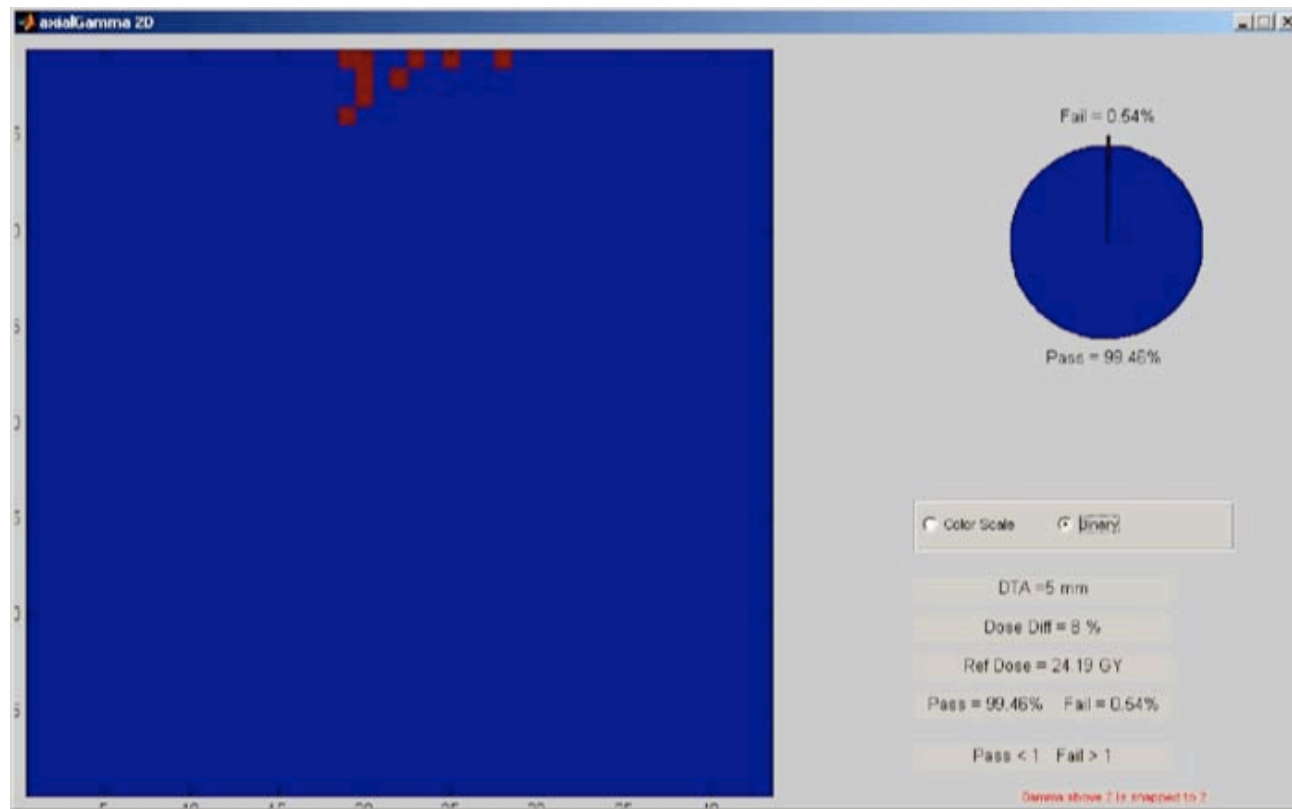 axialGamma 2D
Fail = 0.54%
Pass = 99.46%
Color Scale Binary
DTA =5 mm
Dose Diff = 8 %
Ref Dose = 24.19 GY
Pass = 99.46% Fail = 0.54%
Pass < 1 Fail > 1
Gamma above 2 is snapped to 2